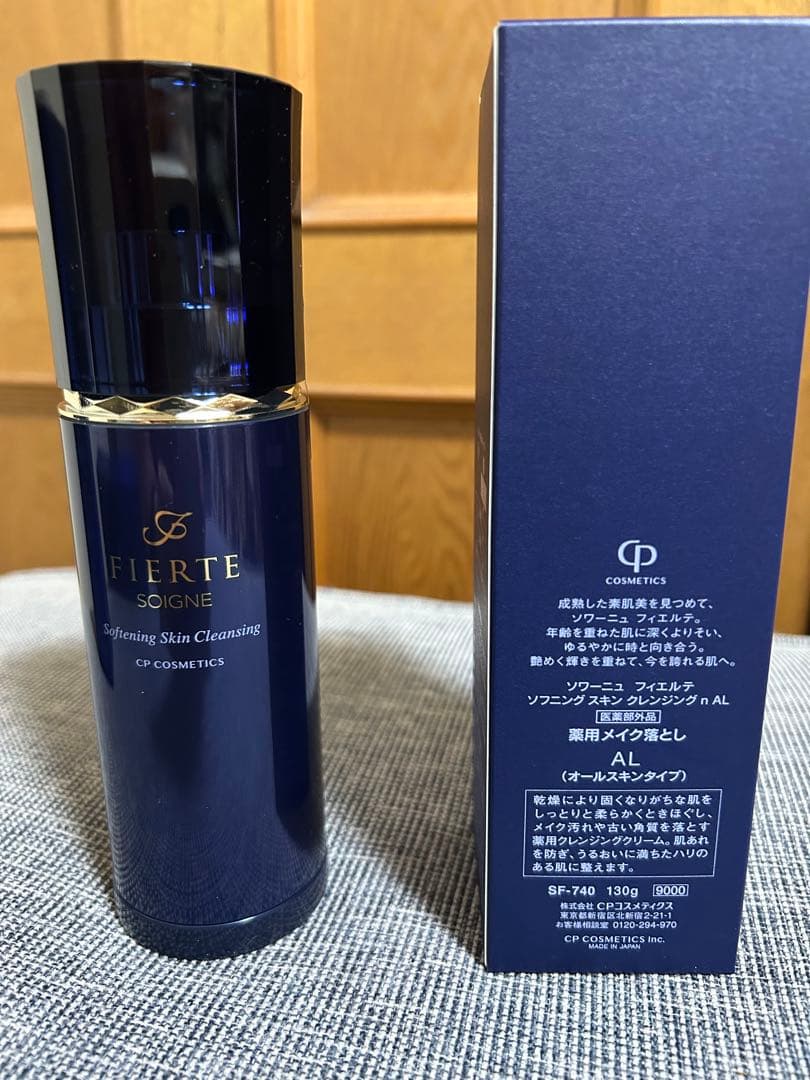 FIERTE
SOIGNE
Softening Skin Cleansing
CP COSMETICS
CP
COSMETICS
成熟した素肌美を見つめて、
ソワーニュ フィエルテ。
年齢を重ねた肌に深くよりそい、
ゆるやかに時と向き合う。
艶めく輝きを重ねて、今を誇れる肌へ。
ソワーニュ フィエルテ
ソフニング スキン クレンジング n AL
医薬部外品
薬用メイク落とし
AL
(オールスキンタイプ)
乾燥により固くなりがちな肌を
しっとりと柔らかくときほぐし、
メイク汚れや古い角質を落とす
薬用クレンジングクリーム。肌あれ
を防ぎ、うるおいに満ちたハリの
ある肌に整えます。
SF-740 130g 9000
株式会社 CPコスメティクス
東京都新宿区北新宿2-21-1
お客様相談室 0120-294-970
CP COSMETICS Inc.
MADE IN JAPAN